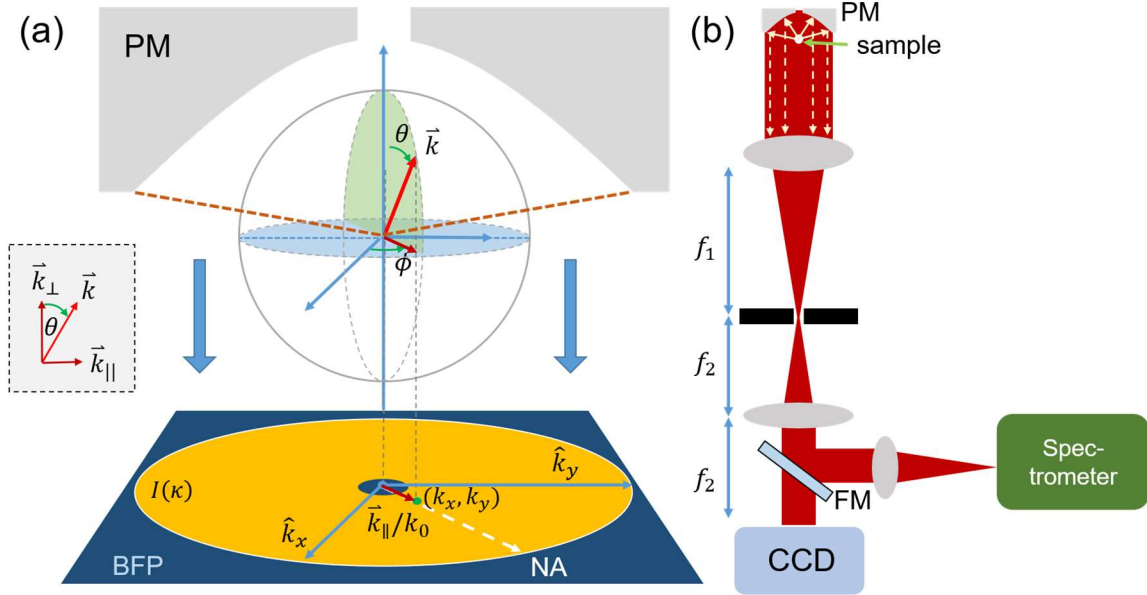 (a)
PM
θ
k⃗
ϕ
k⃗⊥
k⃗
θ
k⃗||
I(κ)
k̂y
(kx, ky)
k⃗∥/k0
k̂x
BFP
NA
(b)
PM
sample
f1
f2
f2
FM
Spec-
trometer
CCD